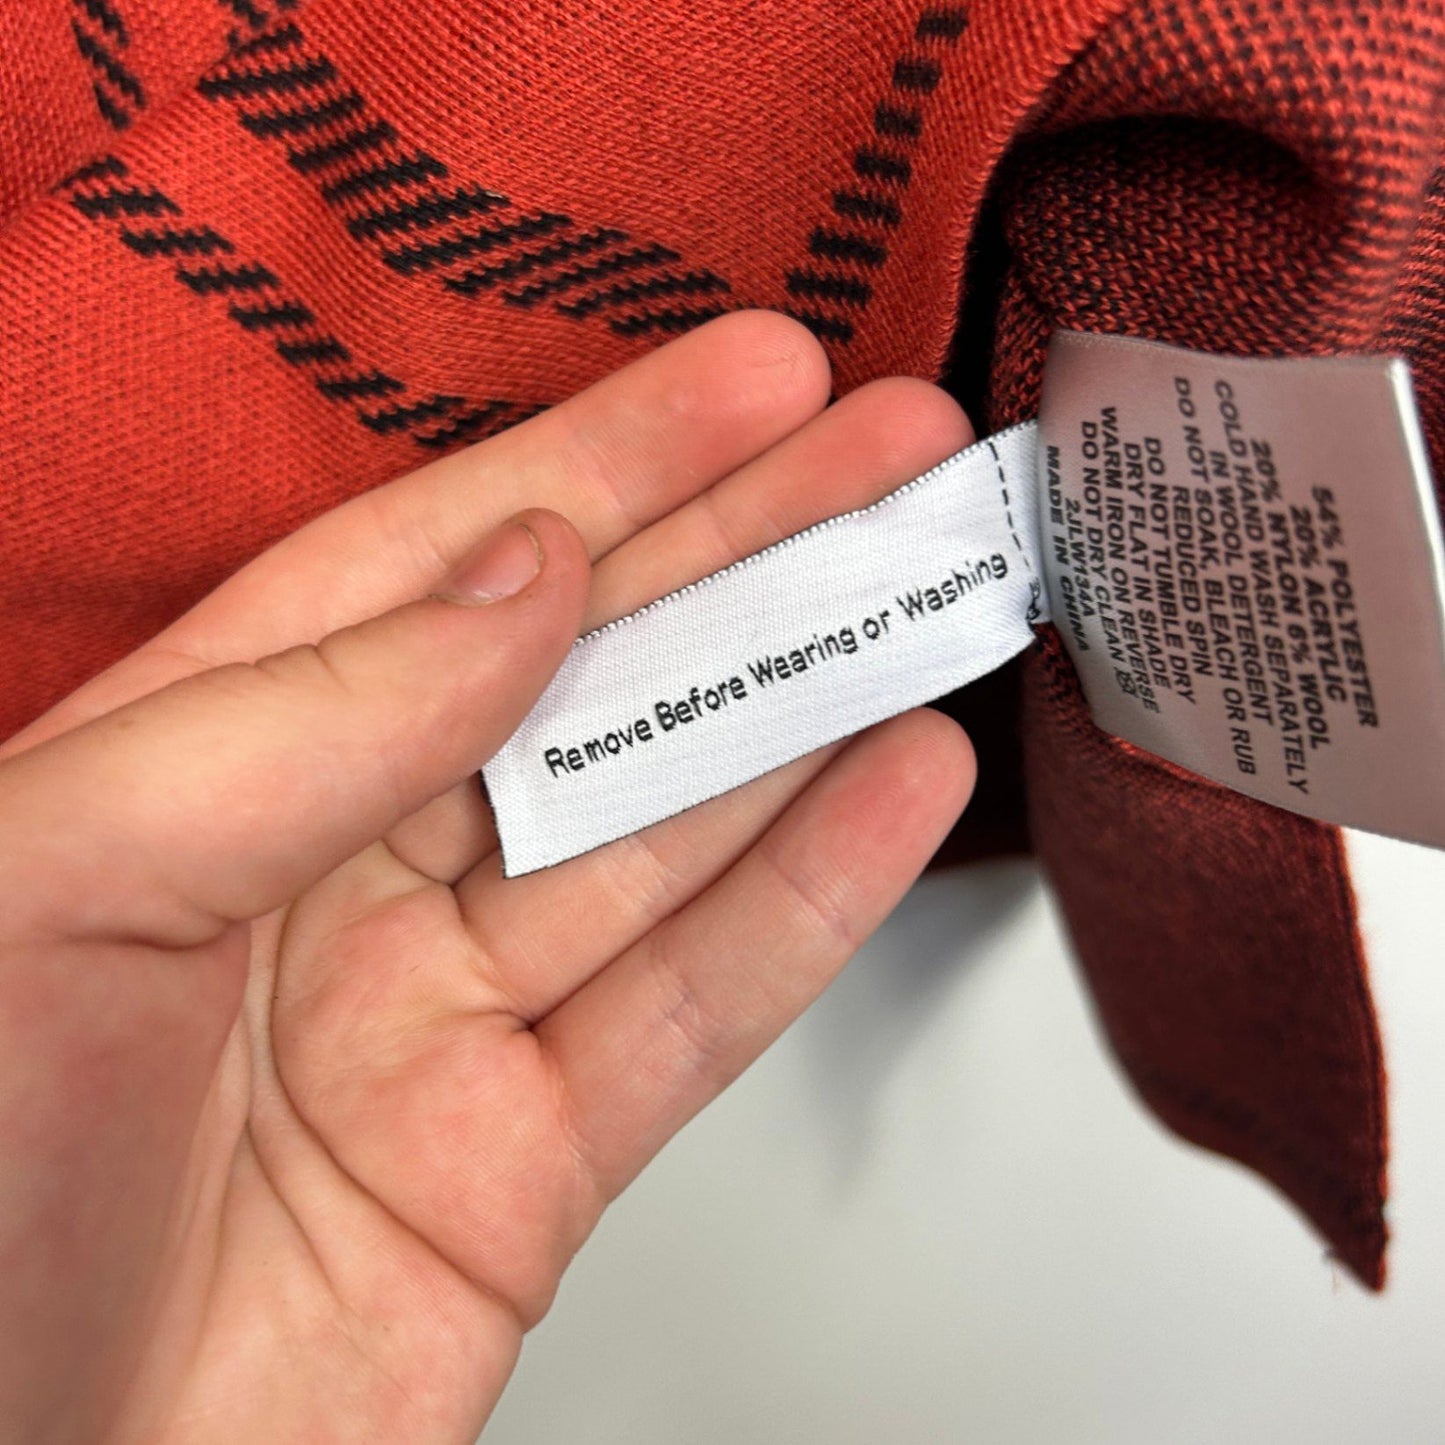 Remove Before Wearing or Washing
54% POLYESTER
20% ACRYLIC
20% NYLON 6% WOOL
COLD HAND WASH SEPARATELY
IN WOOL DETERGENT
DO NOT SOAK, BLEACH OR RUB
REDUCED SPIN
DO NOT TUMBLE DRY
DRY FLAT IN SHADE
WARM IRON ON REVERSE
DO NOT DRY CLEAN
2JLW134A
MADE IN CHINA